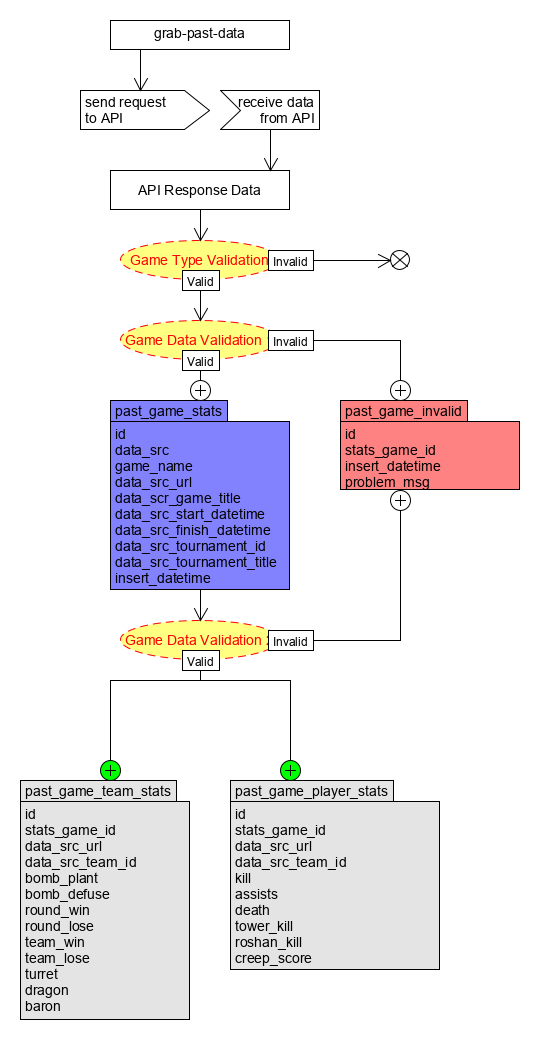 grab-past-data
send request
to API
receive data
from API
API Response Data
Game Type Validation
Invalid
Valid
Game Data Validation
Invalid
Valid
past_game_stats
id
data_src
game_name
data_src_url
data_scr_game_title
data_src_start_datetime
data_src_finish_datetime
data_src_tournament_id
data_src_tournament_title
insert_datetime
past_game_invalid
id
stats_game_id
insert_datetime
problem_msg
Game Data Validation
Invalid
Valid
past_game_team_stats
id
stats_game_id
data_src_url
data_src_team_id
bomb_plant
bomb_defuse
round_win
round_lose
team_win
team_lose
turret
dragon
baron
past_game_player_stats
id
stats_game_id
data_src_url
data_src_team_id
kill
assists
death
tower_kill
roshan_kill
creep_score